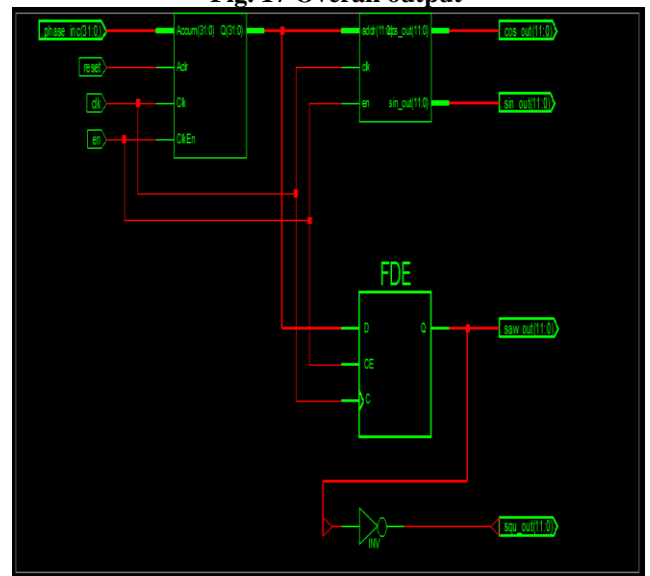 Fig. 17 Overall output
phase_inc(31:0) Accum(31:0) Q(31:0) addr(11:0) cos_out(11:0) cos_out(11:0)
reset Aclr clk
clk Clk en sin_out(11:0) sin_out(11:0)
en ClkEn
FDE
D Q saw_out(11:0)
CE
C
INV squ_out(11:0)